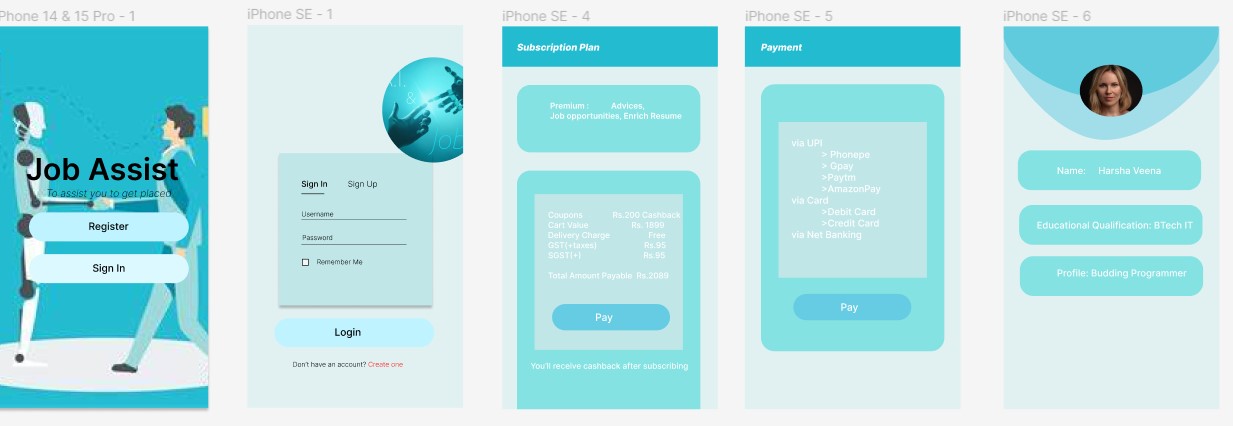 iPhone 14 & 15 Pro - 1
Job Assist
To assist you to get placed
Register
Sign In
iPhone SE - 1
A.I.
&
JOB
Sign In Sign Up
Username
Password
Remember Me
Login
Don't have an account? Create one
iPhone SE - 4
Subscription Plan
Premium : Advices,
Job opportunities, Enrich Resume
Coupons Rs.200 Cashback
Cart Value Rs. 1899
Delivery Charge Free
GST(+taxes) Rs.95
SGST(+) Rs.95
Total Amount Payable Rs.2089
Pay
You'll receive cashback after subscribing
iPhone SE - 5
Payment
via UPI
> Phonepe
> Gpay
>Paytm
>AmazonPay
via Card
>Debit Card
>Credit Card
via Net Banking
Pay
iPhone SE - 6
Name: Harsha Veena
Educational Qualification: BTech IT
Profile: Budding Programmer